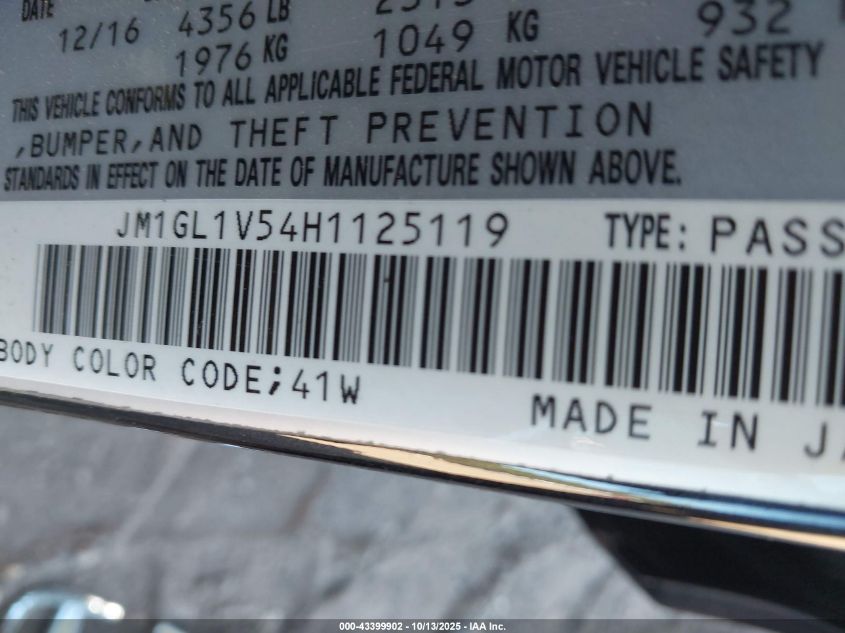 DATE
12/16 4356 LB 932
1976 KG 1049 KG
THIS VEHICLE CONFORMS TO ALL APPLICABLE FEDERAL MOTOR VEHICLE SAFETY
,BUMPER,AND THEFT PREVENTION
STANDARDS IN EFFECT ON THE DATE OF MANUFACTURE SHOWN ABOVE.
JM1GL1V54H1125119 TYPE: PASS
BODY COLOR CODE;41W
MADE IN JA
000-43399902 - 10/13/2025 - IAA Inc.